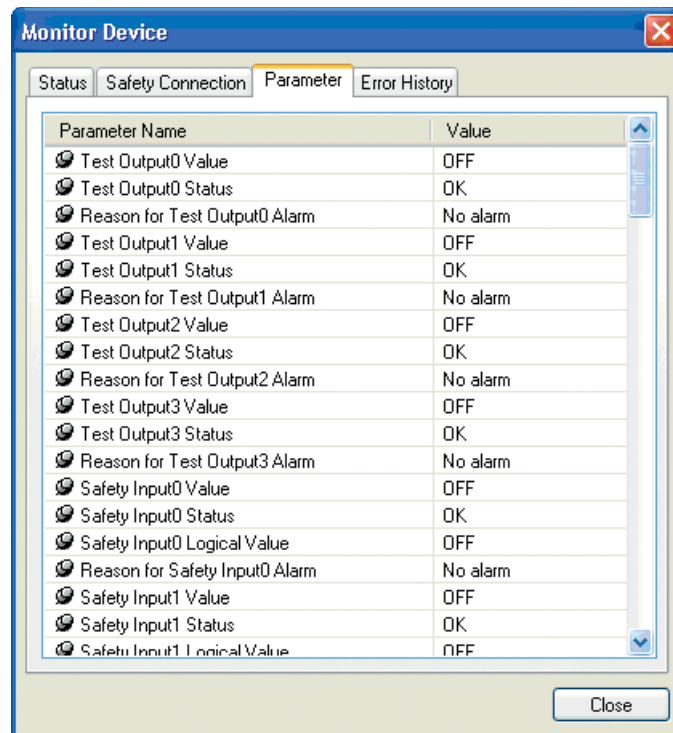 Monitor Device
Status Safety Connection Parameter Error History
Parameter Name Value
Test Output0 Value OFF
Test Output0 Status OK
Reason for Test Output0 Alarm No alarm
Test Output1 Value OFF
Test Output1 Status OK
Reason for Test Output1 Alarm No alarm
Test Output2 Value OFF
Test Output2 Status OK
Reason for Test Output2 Alarm No alarm
Test Output3 Value OFF
Test Output3 Status OK
Reason for Test Output3 Alarm No alarm
Safety Input0 Value OFF
Safety Input0 Status OK
Safety Input0 Logical Value OFF
Reason for Safety Input0 Alarm No alarm
Safety Input1 Value OFF
Safety Input1 Status OK
Safety Input1 Logical Value OFF
Close